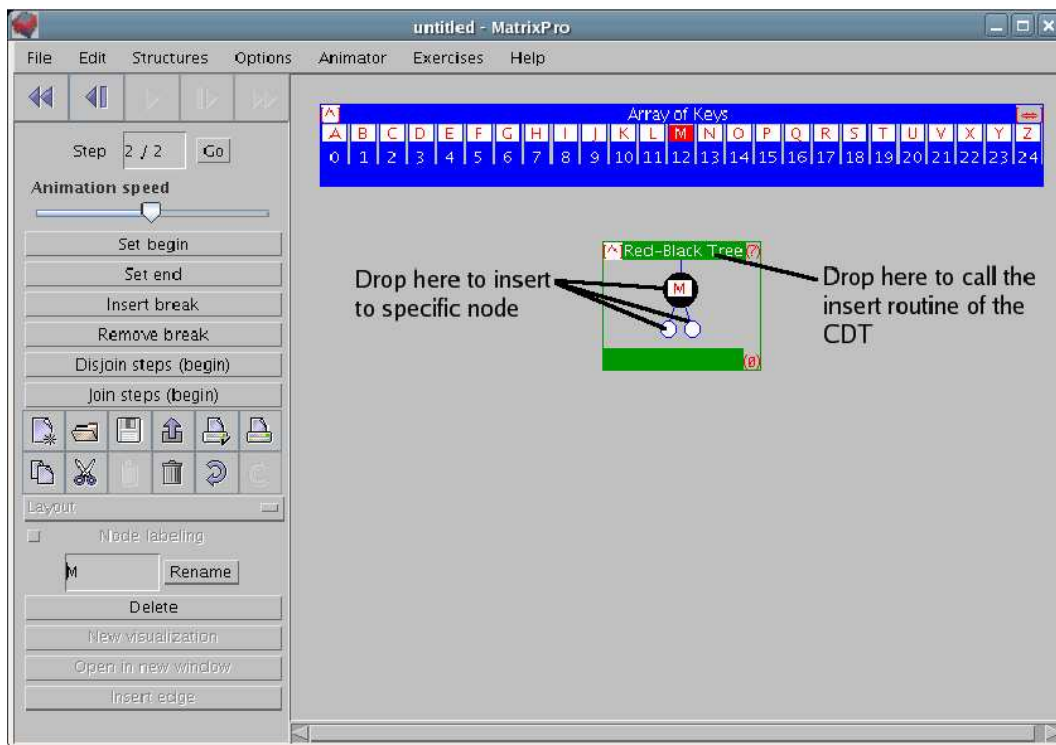 untitled - MatrixPro
File Edit Structures Options Animator Exercises Help
Step 2 / 2 Go
Animation speed
Set begin
Set end
Insert break
Remove break
Disjoin steps (begin)
Join steps (begin)
Layout
Node labeling
M Rename
Delete
New visualization
Open in new window
Insert edge
[^] Array of Keys
A B C D E F G H I J K L M N O P Q R S T U V X Y Z
0 1 2 3 4 5 6 7 8 9 10 11 12 13 14 15 16 17 18 19 20 21 22 23 24
[^] Red-Black Tree (?)
M
(0)
Drop here to insert
to specific node
Drop here to call the
insert routine of the
CDT